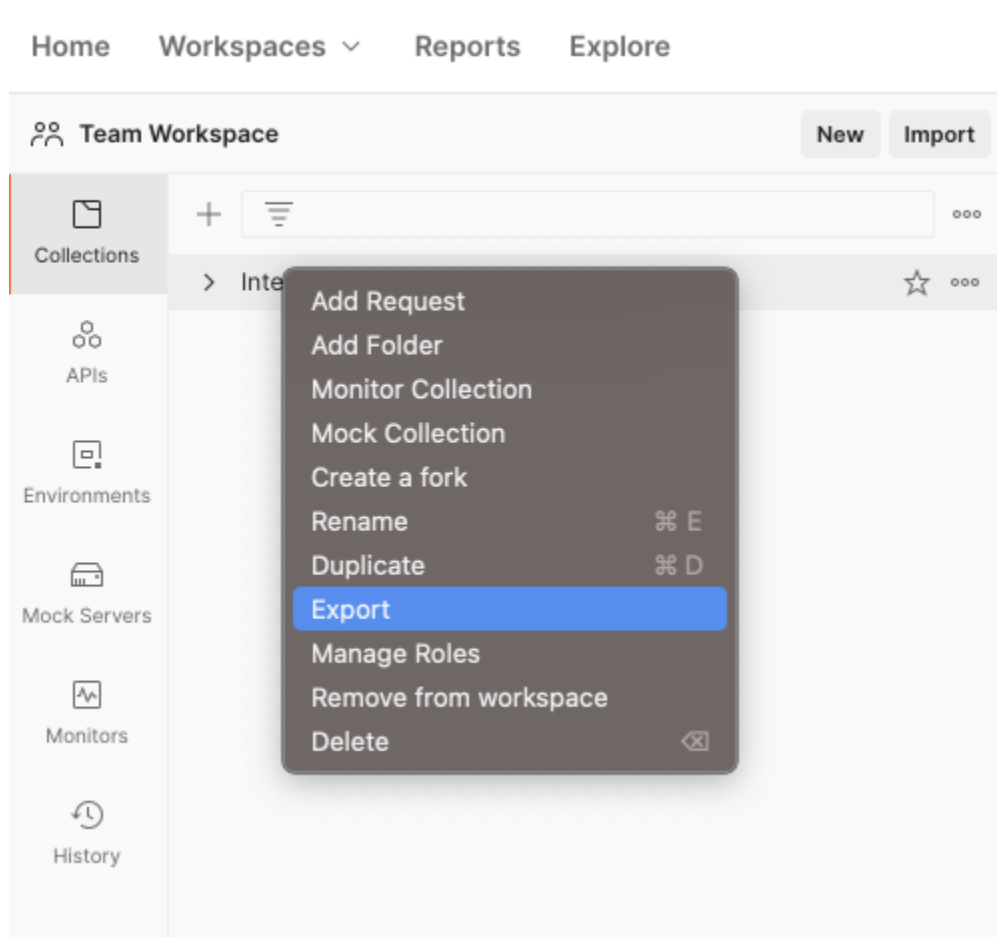 Home Workspaces Reports Explore
Team Workspace New Import
Collections
Inte
Add Request
Add Folder
APIs
Monitor Collection
Mock Collection
Create a fork
Environments
Rename ⌘ E
Duplicate ⌘ D
Export
Mock Servers
Manage Roles
Remove from workspace
Monitors
Delete
History